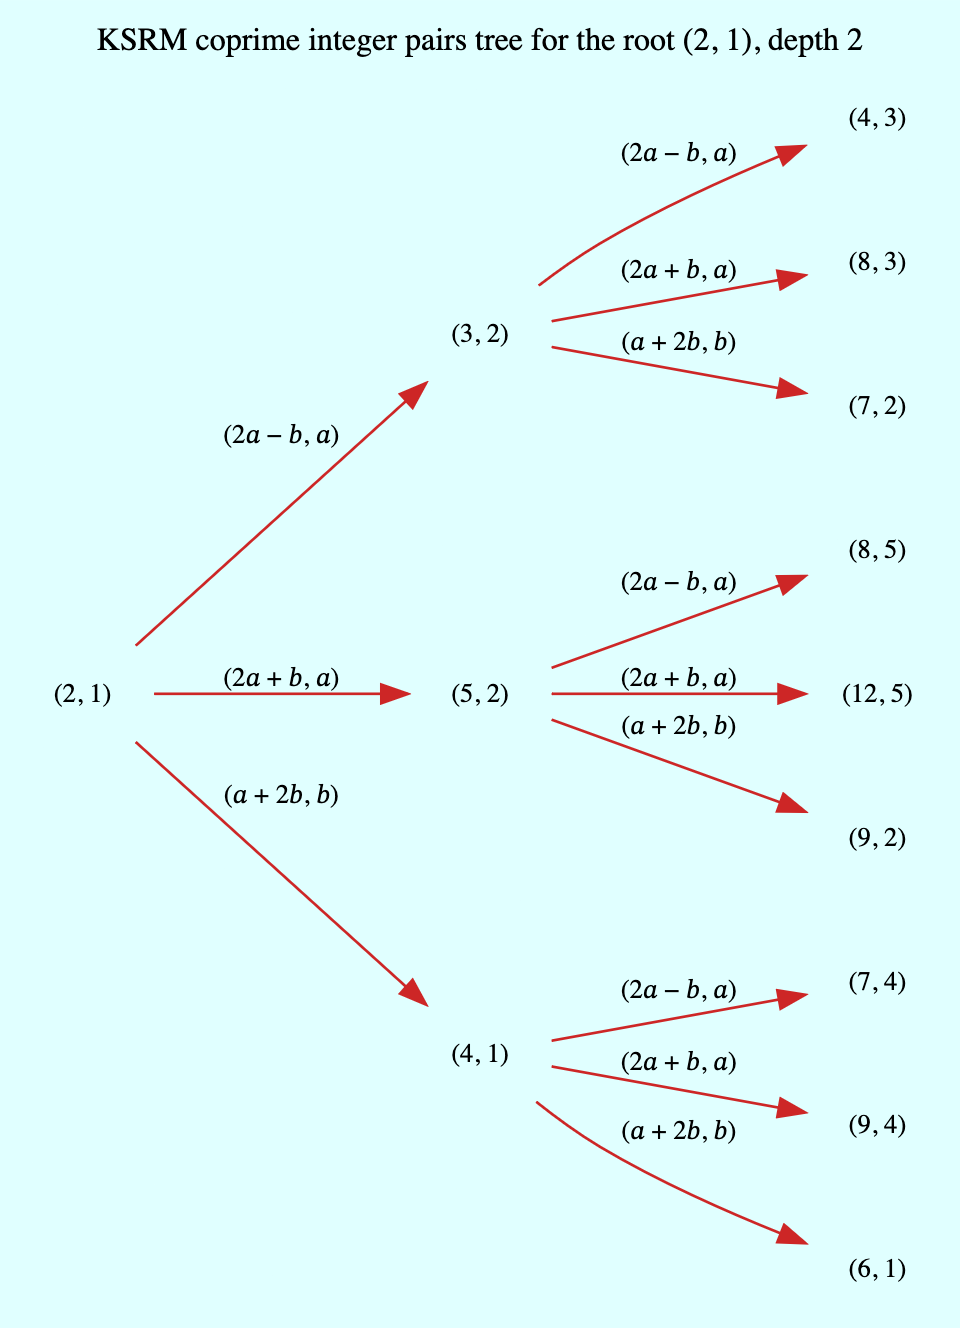 KSRM coprime integer pairs tree for the root (2, 1), depth 2
(4, 3)
(2a − b, a)
(8, 3)
(2a + b, a)
(3, 2)
(a + 2b, b)
(7, 2)
(2a − b, a)
(8, 5)
(2a − b, a)
(2a + b, a)
(2a + b, a)
(2, 1)
(5, 2)
(12, 5)
(a + 2b, b)
(a + 2b, b)
(9, 2)
(7, 4)
(2a − b, a)
(4, 1)
(2a + b, a)
(9, 4)
(a + 2b, b)
(6, 1)